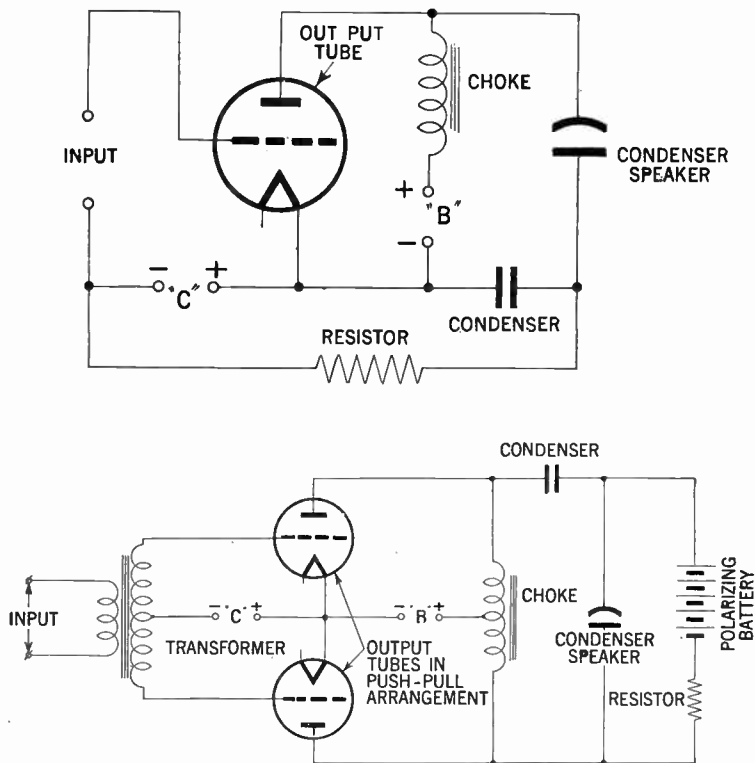 OUT PUT
TUBE
CHOKE
INPUT
CONDENSER
SPEAKER
+
"B"
−
− "C" +
CONDENSER
RESISTOR
CONDENSER
INPUT
− 'C' +
− 'R' +
CHOKE
TRANSFORMER
OUTPUT
TUBES IN
PUSH-PULL
ARRANGEMENT
CONDENSER
SPEAKER
POLARIZING
BATTERY
RESISTOR